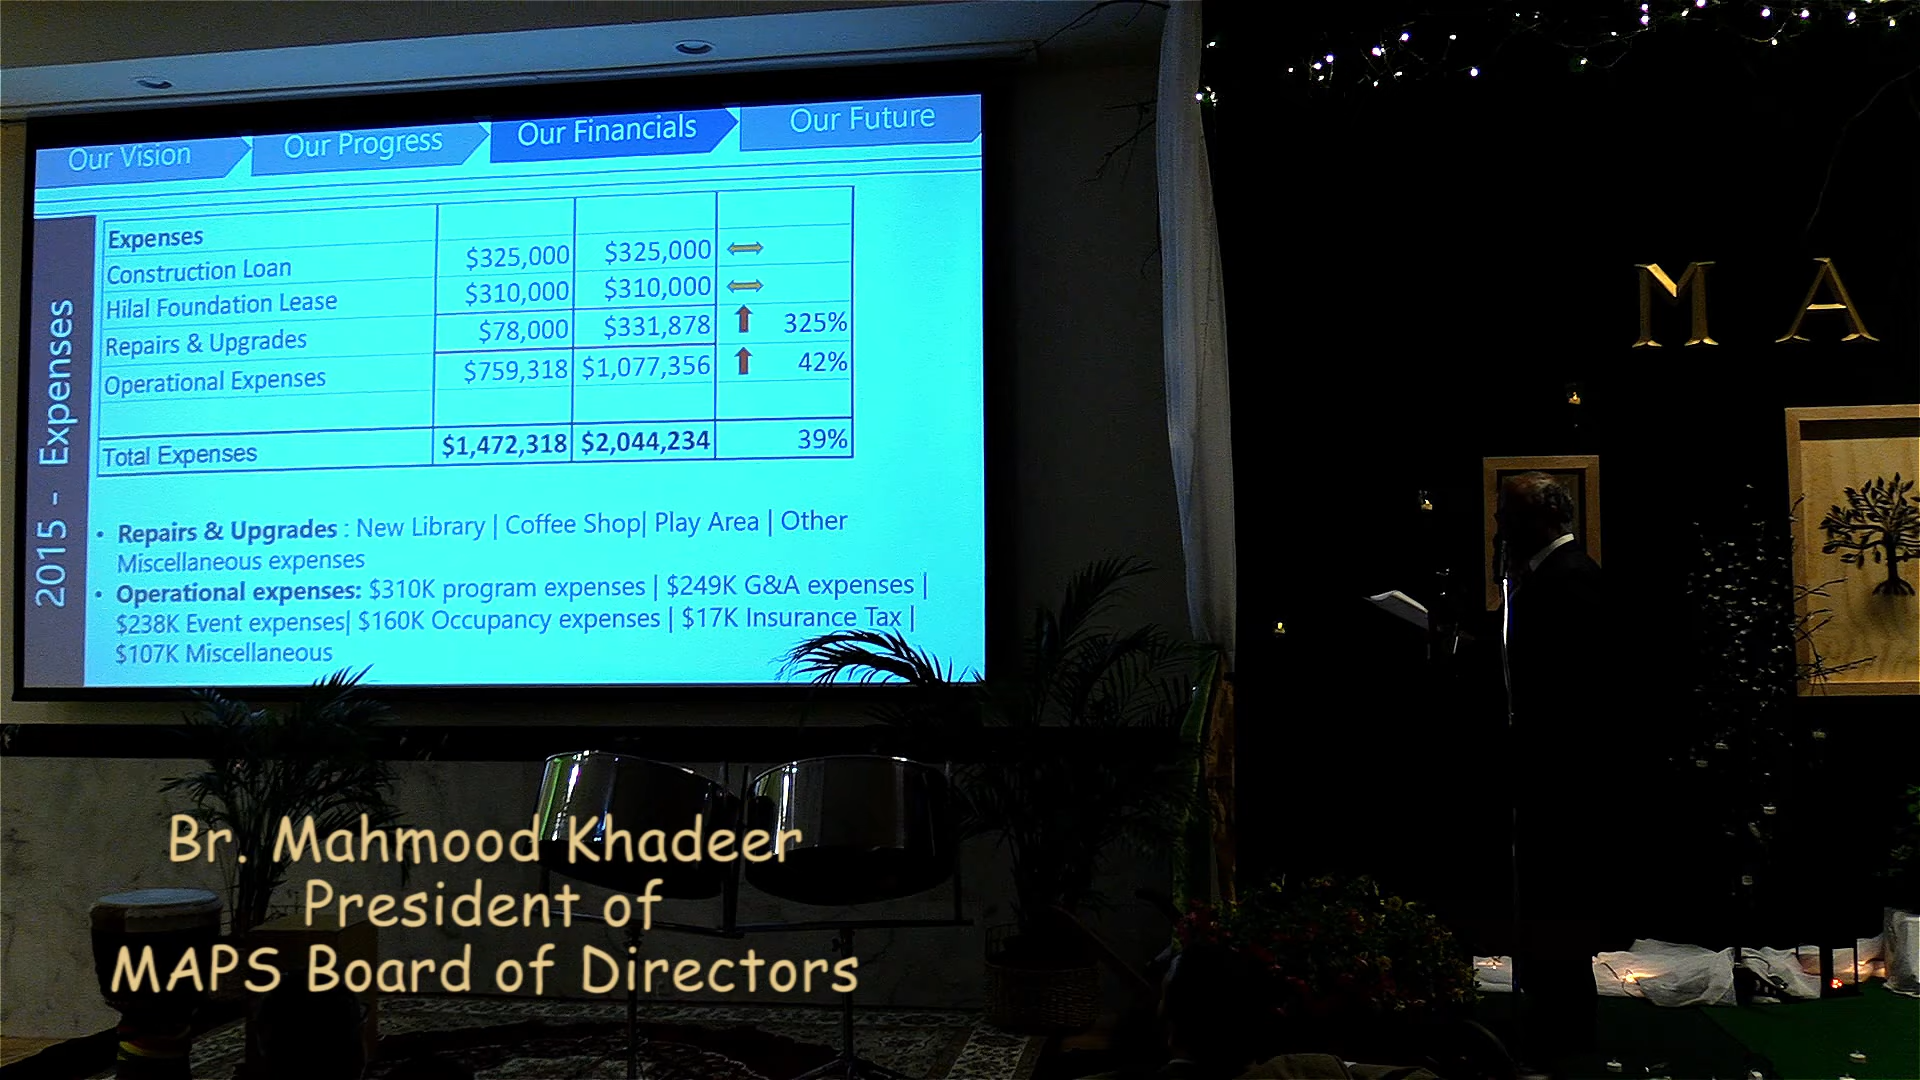 Our Vision Our Progress Our Financials Our Future
2015 - Expenses
Expenses
Construction Loan $325,000 $325,000
Hilal Foundation Lease $310,000 $310,000
Repairs & Upgrades $78,000 $331,878 325%
Operational Expenses $759,318 $1,077,356 42%
Total Expenses $1,472,318 $2,044,234 39%
• Repairs & Upgrades : New Library | Coffee Shop| Play Area | Other
Miscellaneous expenses
• Operational expenses: $310K program expenses | $249K G&A expenses |
$238K Event expenses| $160K Occupancy expenses | $17K Insurance Tax |
$107K Miscellaneous
M A
Br. Mahmood Khadeer
President of
MAPS Board of Directors